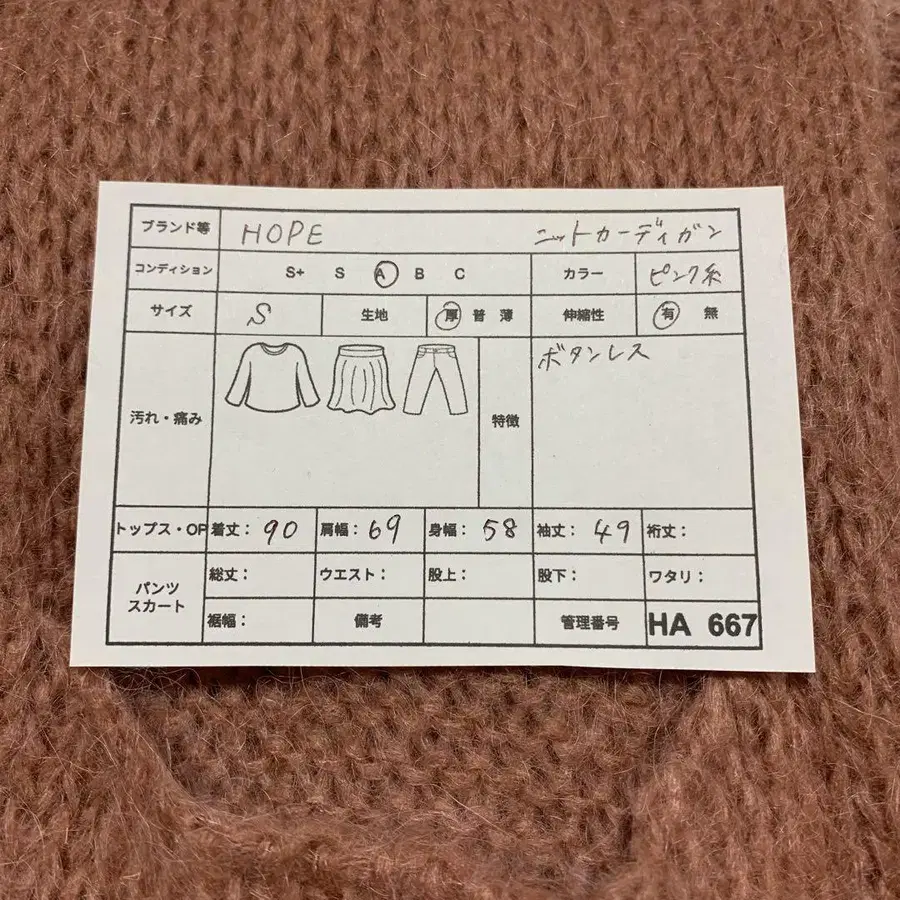 ブランド等 HOPE ニットカーディガン
コンディション S+ S A B C カラー ピンク系
サイズ S 生地 厚 普 薄 伸縮性 有 無
汚れ・痛み 特徴 ボタンレス
トップス・OP 着丈: 90 肩幅: 69 身幅: 58 袖丈: 49 裄丈:
パンツ スカート 総丈: ウエスト: 股上: 股下: ワタリ:
裾幅: 備考 管理番号 HA 667